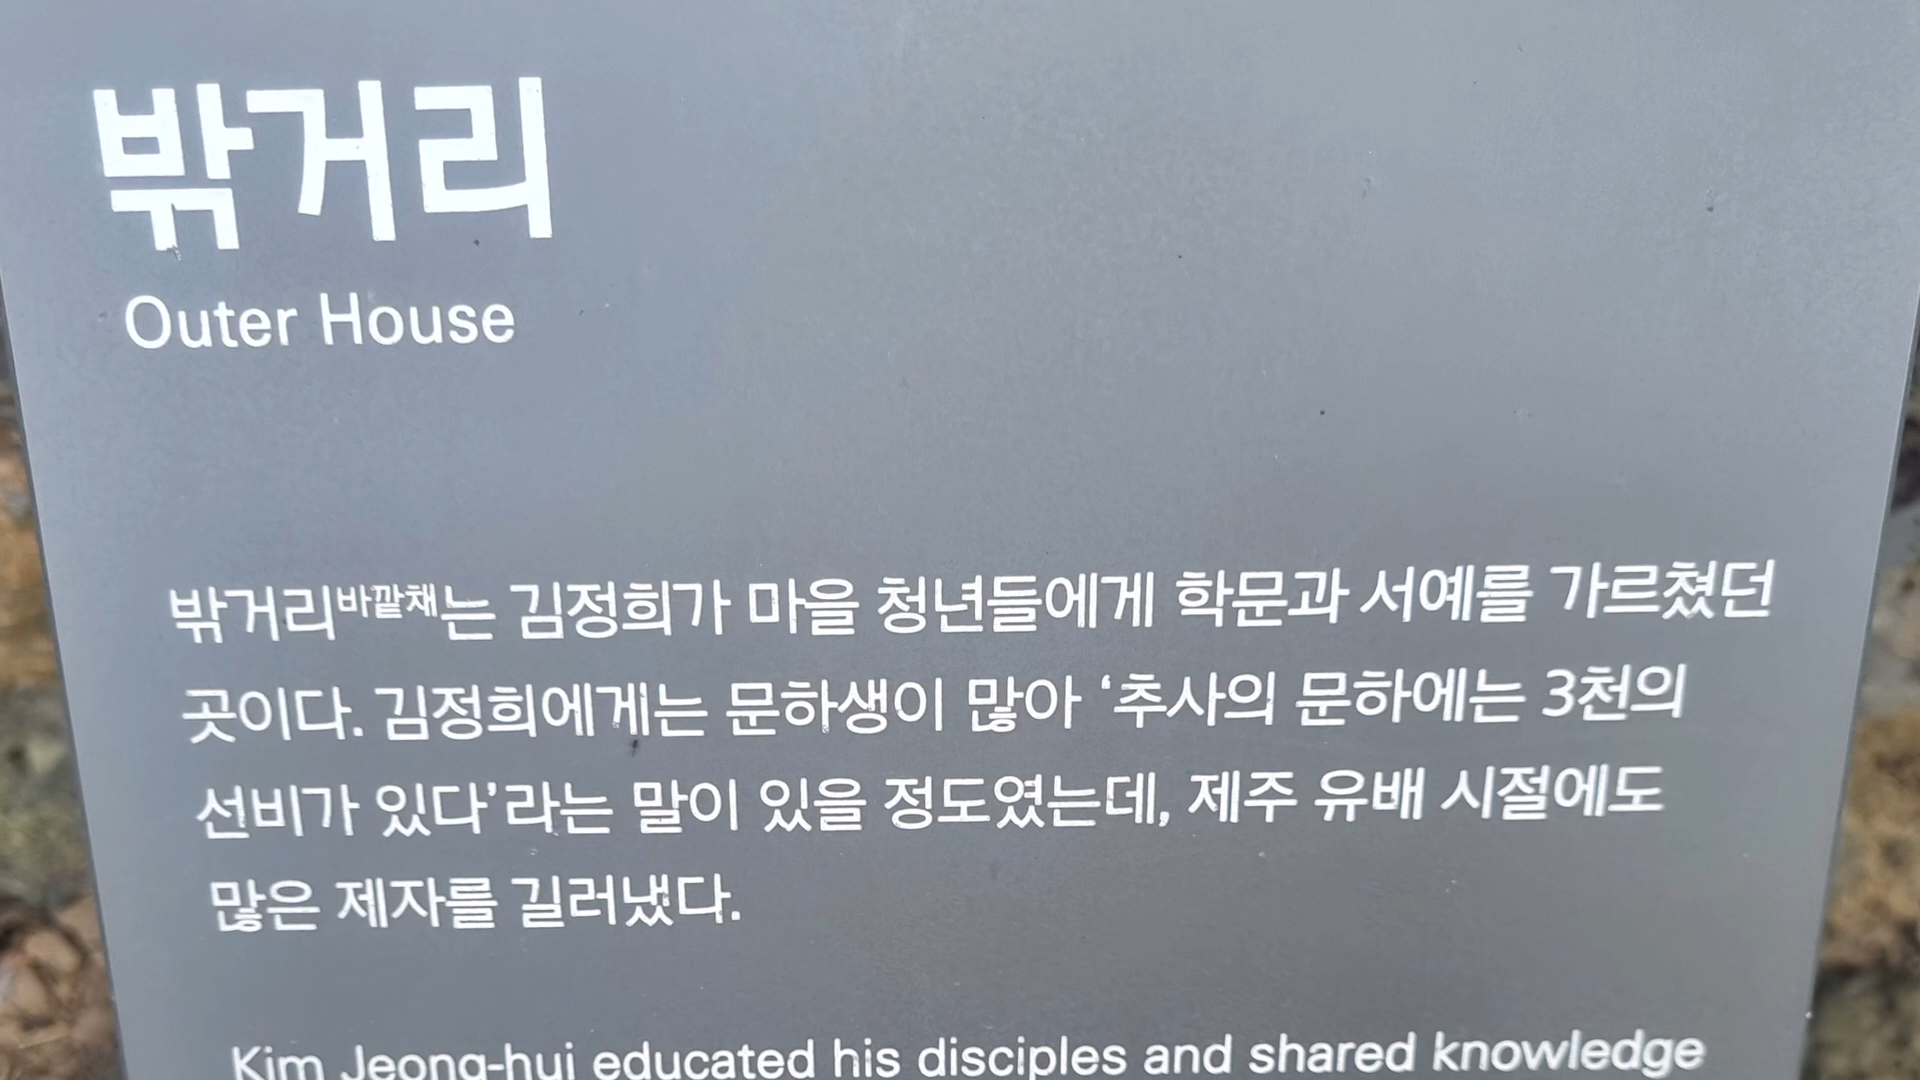 밖거리
Outer House
밖거리바깥채는 김정희가 마을 청년들에게 학문과 서예를 가르쳤던
곳이다. 김정희에게는 문하생이 많아 ‘추사의 문하에는 3천의
선비가 있다’라는 말이 있을 정도였는데, 제주 유배 시절에도
많은 제자를 길러냈다.
Kim Jeong-hui educated his disciples and shared knowledge